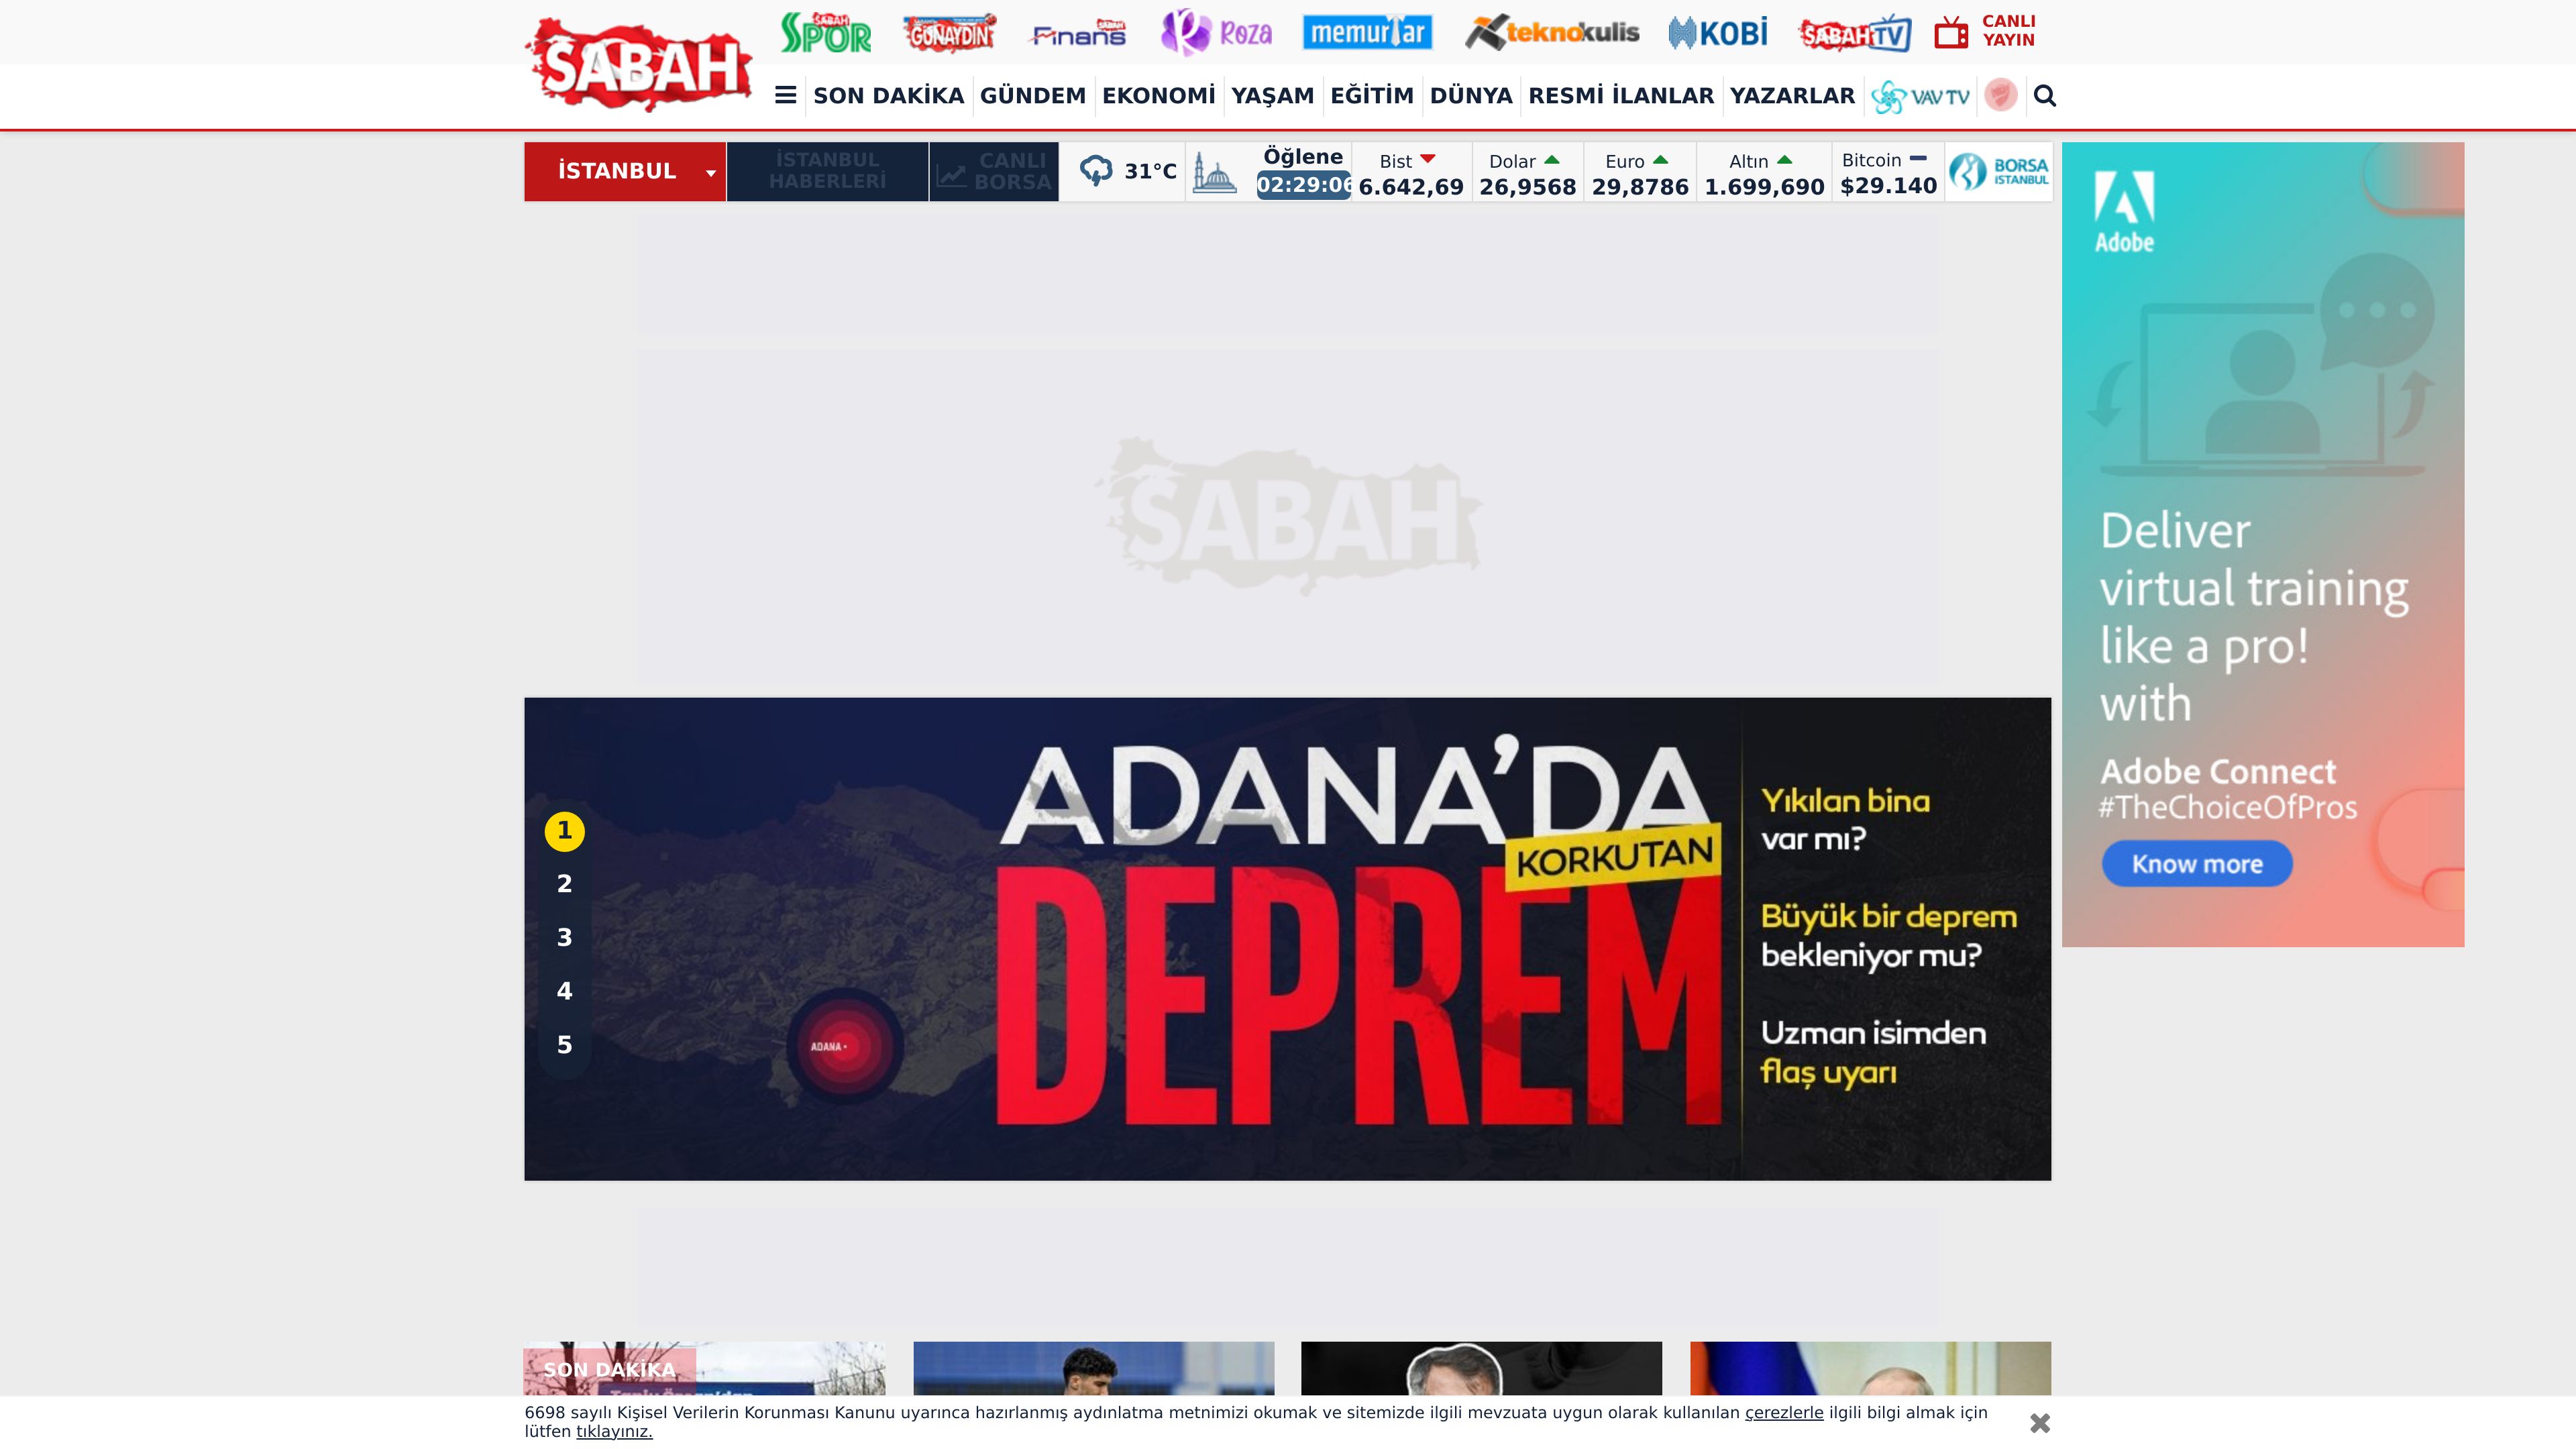 SABAH
SABAH SPOR
GÜNAYDIN
Finans SABAH
Roza
memurlar
teknokulis
KOBİ
SABAH TV
CANLI
YAYIN
SON DAKİKA
GÜNDEM
EKONOMİ
YAŞAM
EĞİTİM
DÜNYA
RESMİ İLANLAR
YAZARLAR
VAV TV
İSTANBUL
İSTANBUL
HABERLERİ
CANLI
BORSA
31°C
Öğlene
02:29:06
Bist
6.642,69
Dolar
26,9568
Euro
29,8786
Altın
1.699,690
Bitcoin
$29.140
BORSA
İSTANBUL
Adobe
Deliver
virtual training
like a pro!
with
Adobe Connect
#TheChoiceOfPros
Know more
SABAH
1
2
3
4
5
ADANA
ADANA'DA
KORKUTAN
DEPREM
Yıkılan bina
var mı?
Büyük bir deprem
bekleniyor mu?
Uzman isimden
flaş uyarı
SON DAKİKA
6698 sayılı Kişisel Verilerin Korunması Kanunu uyarınca hazırlanmış aydınlatma metnimizi okumak ve sitemizde ilgili mevzuata uygun olarak kullanılan çerezlerle ilgili bilgi almak için
lütfen tıklayınız.